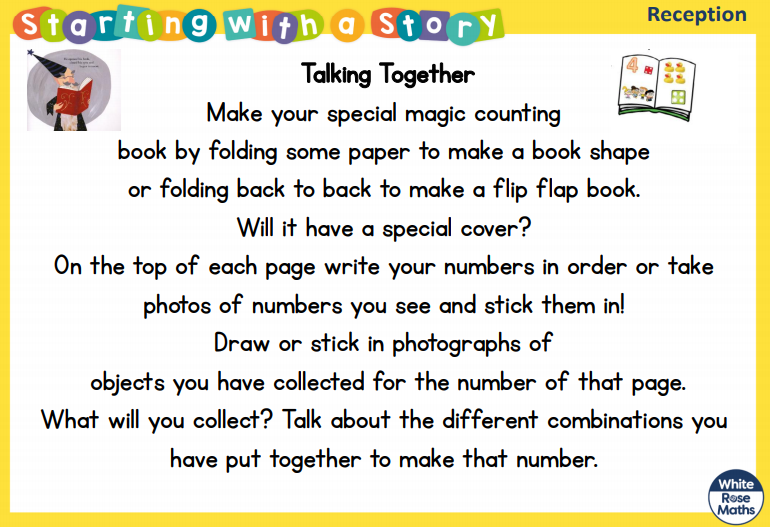 Starting with a Story
Reception
Talking Together
Make your special magic counting
book by folding some paper to make a book shape
or folding back to back to make a flip flap book.
Will it have a special cover?
On the top of each page write your numbers in order or take
photos of numbers you see and stick them in!
Draw or stick in photographs of
objects you have collected for the number of that page.
What will you collect? Talk about the different combinations you
have put together to make that number.
4
White
Rose
Maths